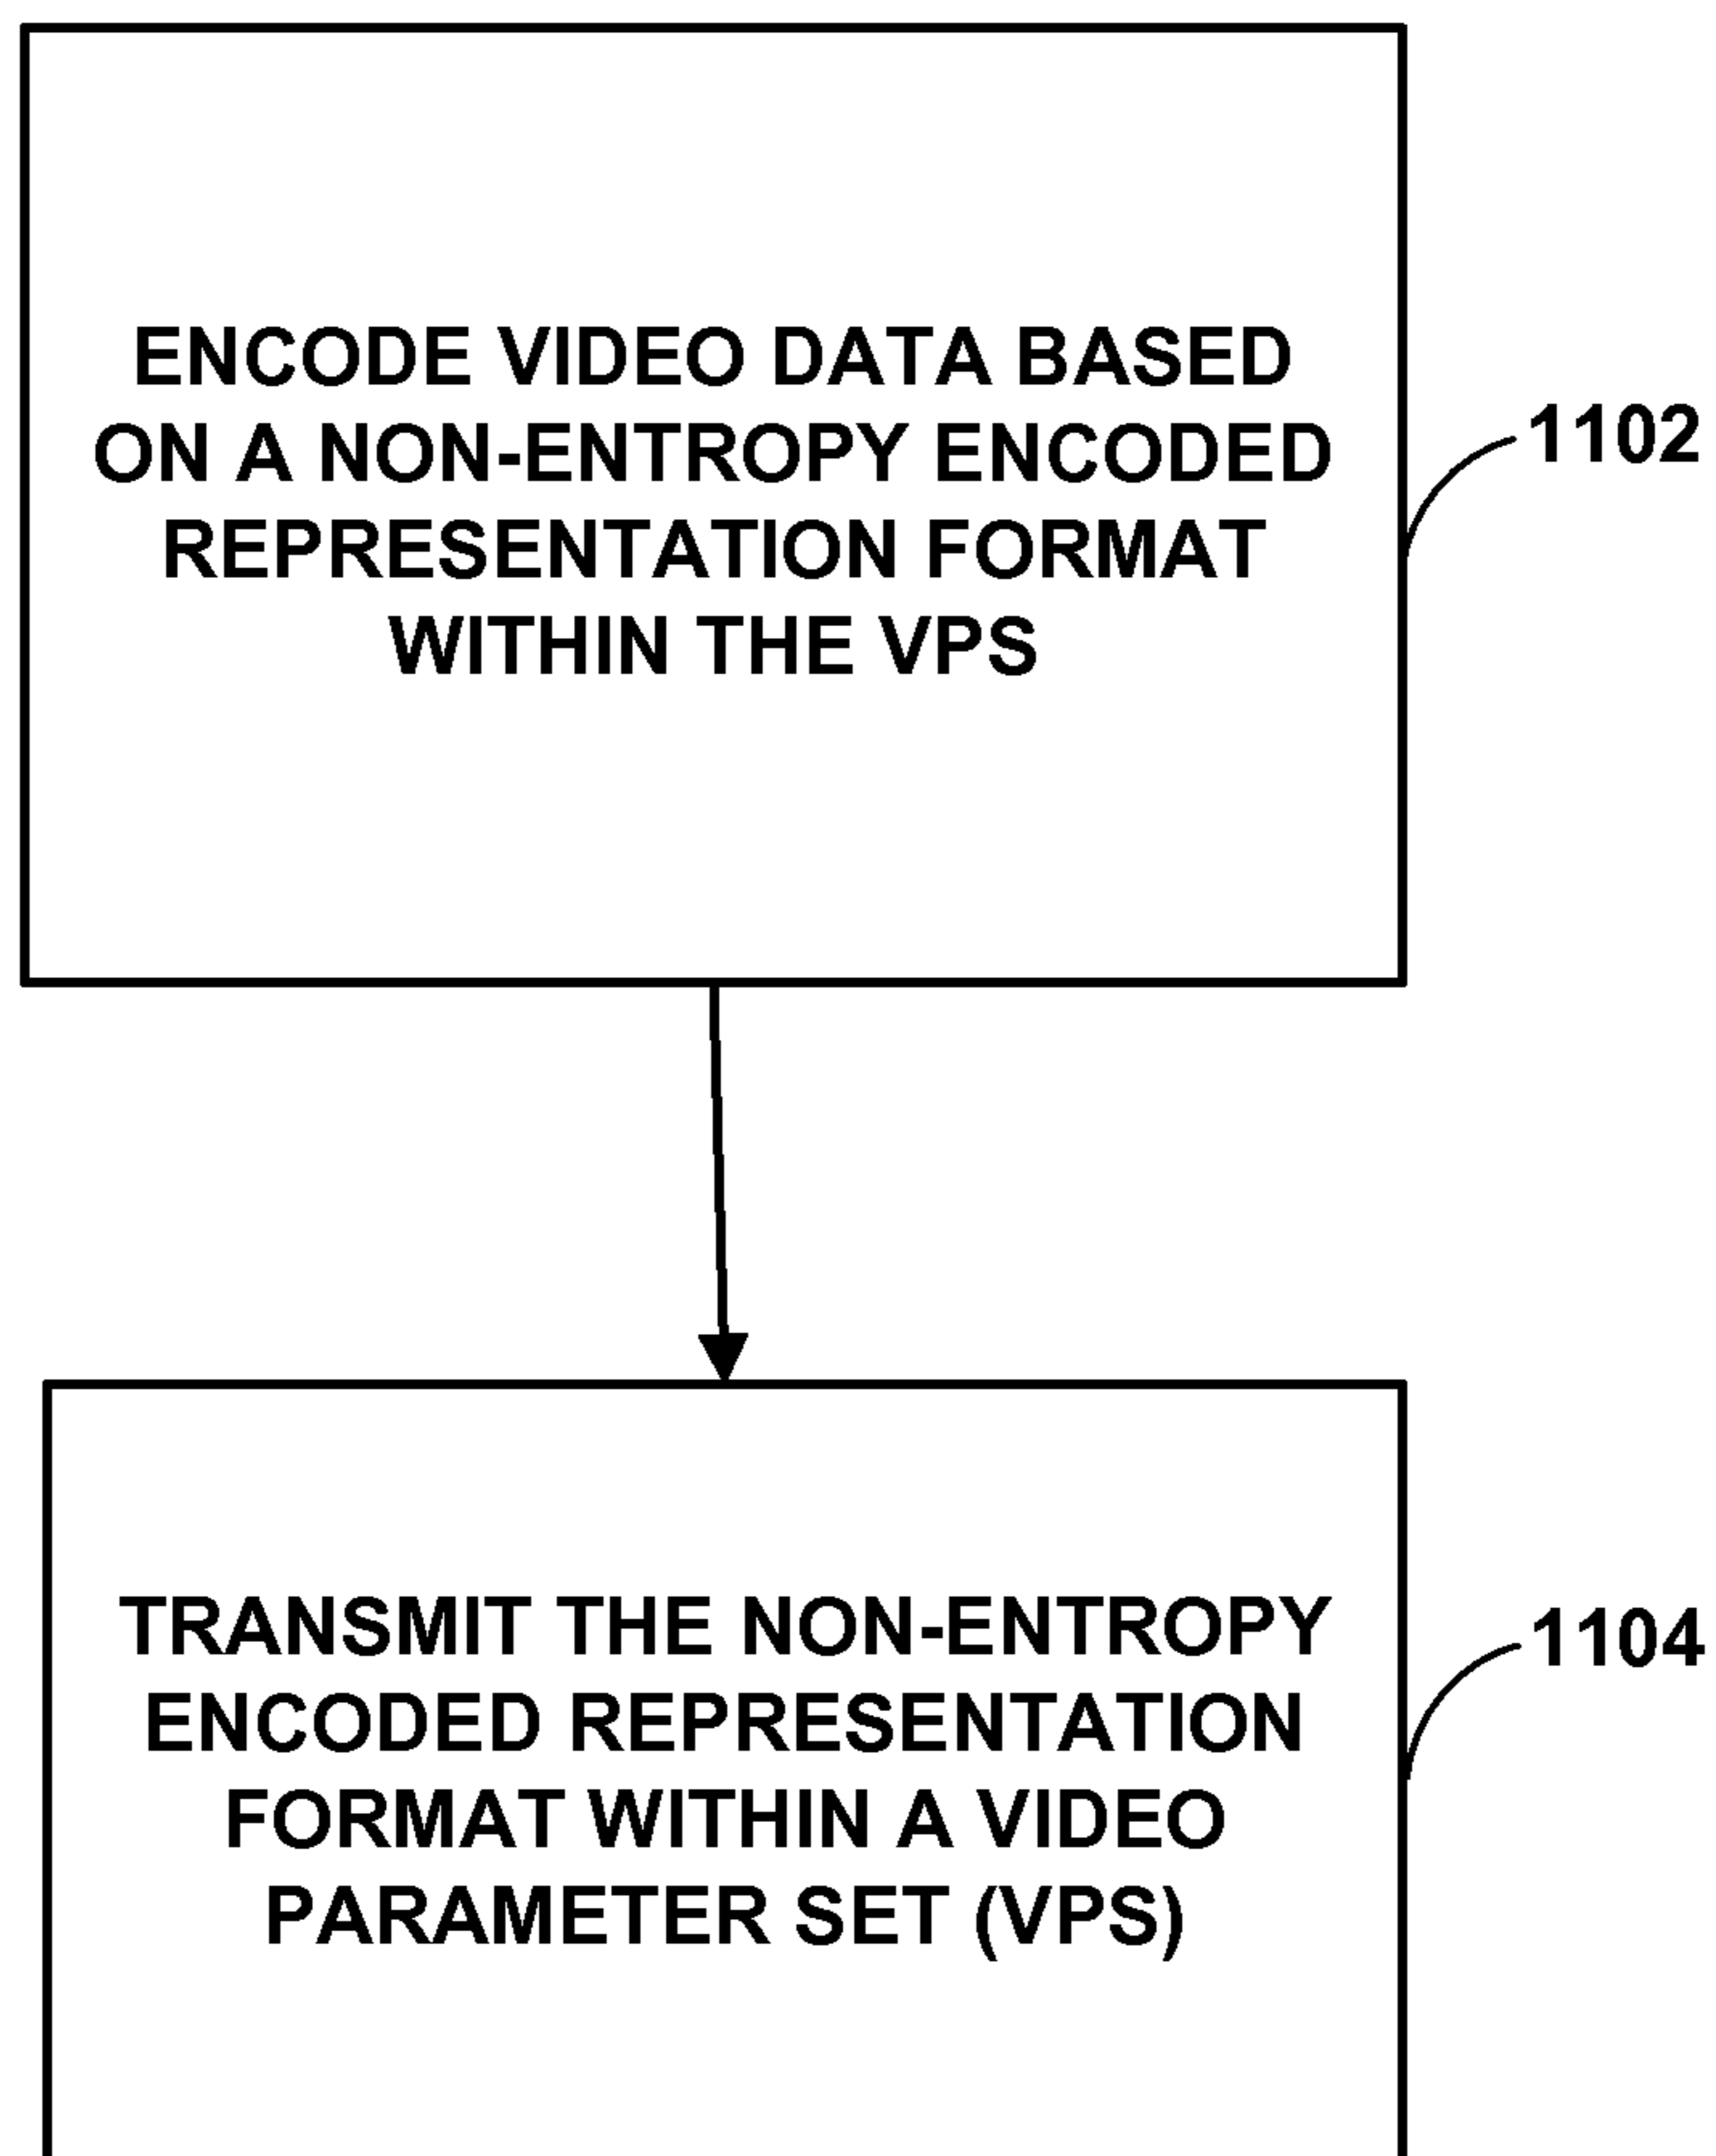 ENCODE VIDEO DATA BASED
ON A NON-ENTROPY ENCODED
REPRESENTATION FORMAT
WITHIN THE VPS
1102
TRANSMIT THE NON-ENTROPY
ENCODED REPRESENTATION
FORMAT WITHIN A VIDEO
PARAMETER SET (VPS)
1104